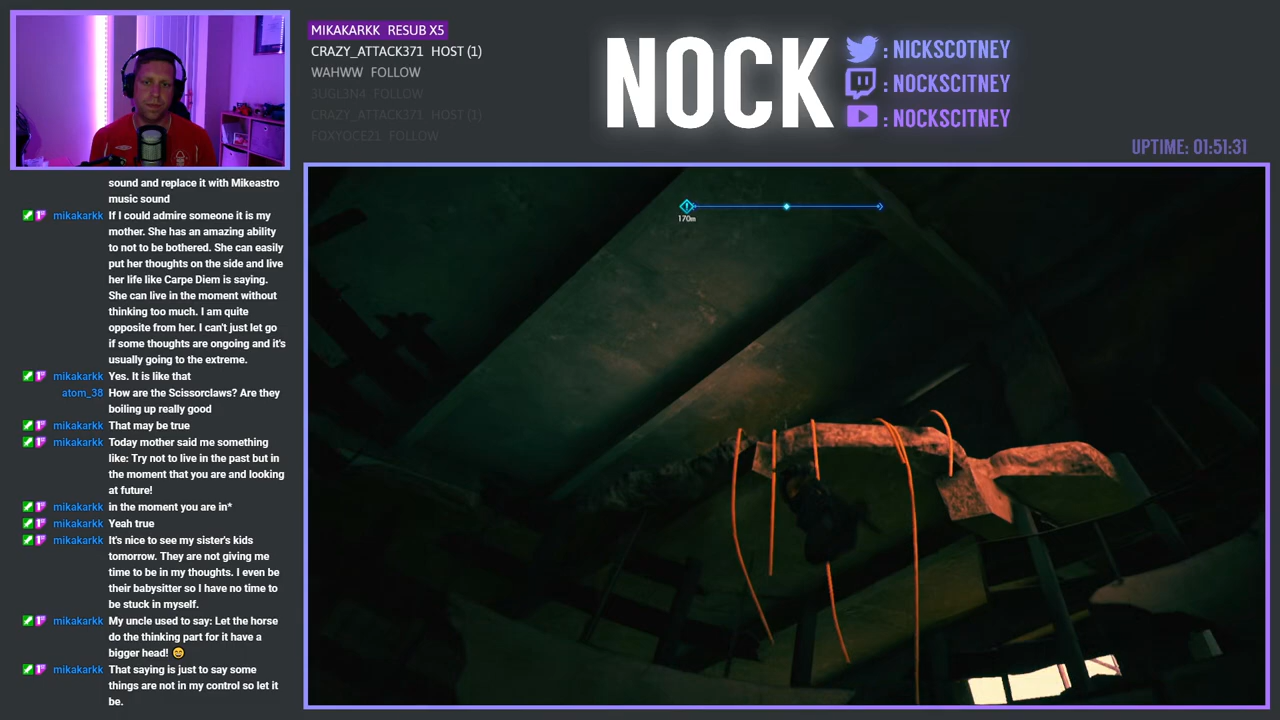 MIKAKARKK RESUB X5
CRAZY_ATTACK371 HOST (1)
WAHWW FOLLOW
3UGL3N4 FOLLOW
CRAZY_ATTACK371 HOST (1)
FOXYOCE21 FOLLOW
NOCK
: NICKSCOTNEY
: NOCKSCITNEY
: NOCKSCITNEY
UPTIME: 01:51:31
170m
sound and replace it with Mikeastro
music sound
mikakarkk If I could admire someone it is my
mother. She has an amazing ability
to not to be bothered. She can easily
put her thoughts on the side and live
her life like Carpe Diem is saying.
She can live in the moment without
thinking too much. I am quite
opposite from her. I can't just let go
if some thoughts are ongoing and it's
usually going to the extreme.
mikakarkk Yes. It is like that
atom_38 How are the Scissorclaws? Are they
boiling up really good
mikakarkk That may be true
mikakarkk Today mother said me something
like: Try not to live in the past but in
the moment that you are and looking
at future!
mikakarkk in the moment you are in*
mikakarkk Yeah true
mikakarkk It's nice to see my sister's kids
tomorrow. They are not giving me
time to be in my thoughts. I even be
their babysitter so I have no time to
be stuck in myself.
mikakarkk My uncle used to say: Let the horse
do the thinking part for it have a
bigger head! 😄
mikakarkk That saying is just to say some
things are not in my control so let it
be.